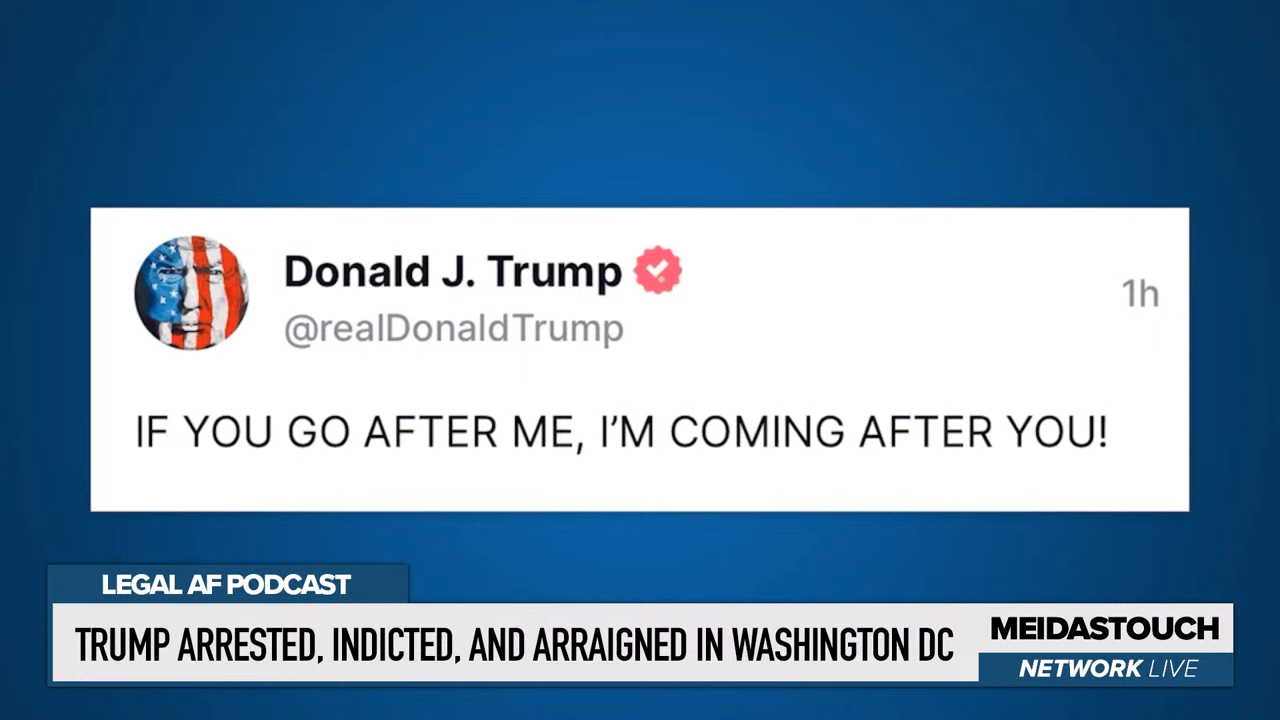 Donald J. Trump
@realDonaldTrump
1h
IF YOU GO AFTER ME, I'M COMING AFTER YOU!
LEGAL AF PODCAST
TRUMP ARRESTED, INDICTED, AND ARRAIGNED IN WASHINGTON DC
MEIDASTOUCH
NETWORK LIVE